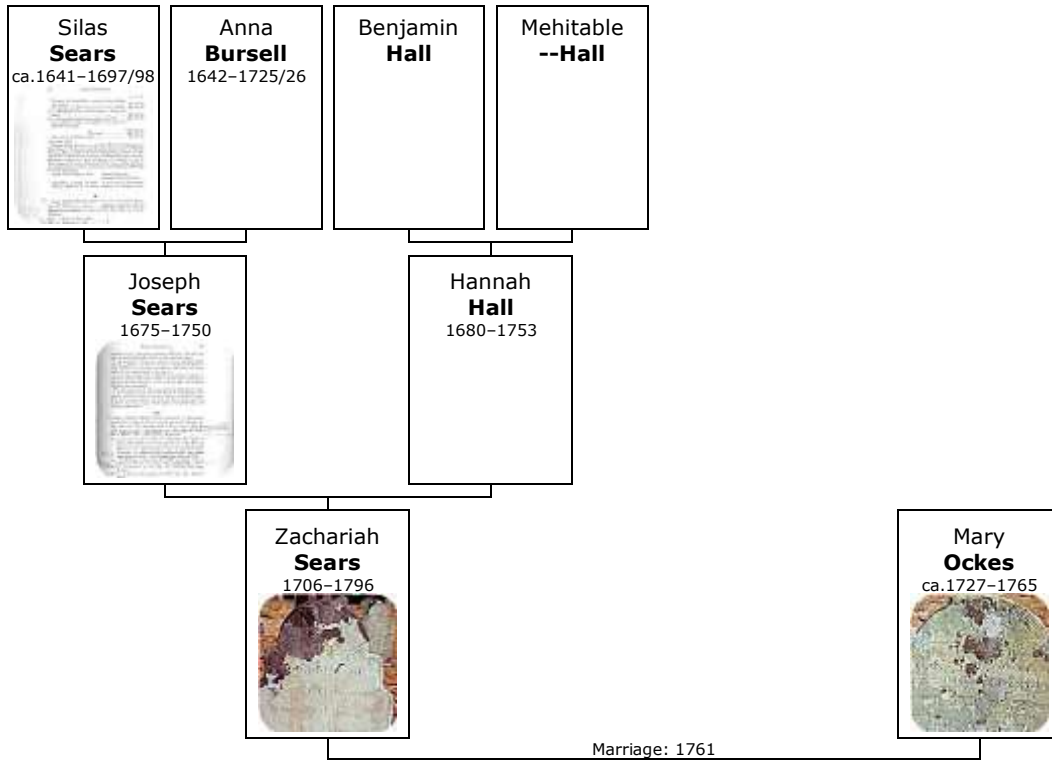 Silas
Sears
ca.1641–1697/98
Anna
Bursell
1642–1725/26
Benjamin
Hall
Mehitable
--Hall
Joseph
Sears
1675–1750
Hannah
Hall
1680–1753
Zachariah
Sears
1706–1796
Mary
Ockes
ca.1727–1765
Marriage: 1761